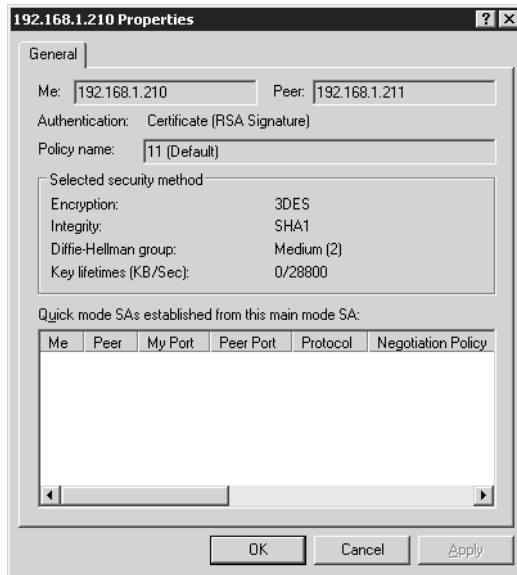 192.168.1.210 Properties ? X
General
Me: 192.168.1.210 Peer: 192.168.1.211
Authentication: Certificate (RSA Signature)
Policy name: 11 (Default)
Selected security method
Encryption: 3DES
Integrity: SHA1
Diffie-Hellman group: Medium (2)
Key lifetimes (KB/Sec): 0/28800
Quick mode SAs established from this main mode SA:
Me Peer My Port Peer Port Protocol Negotiation Policy
OK Cancel Apply